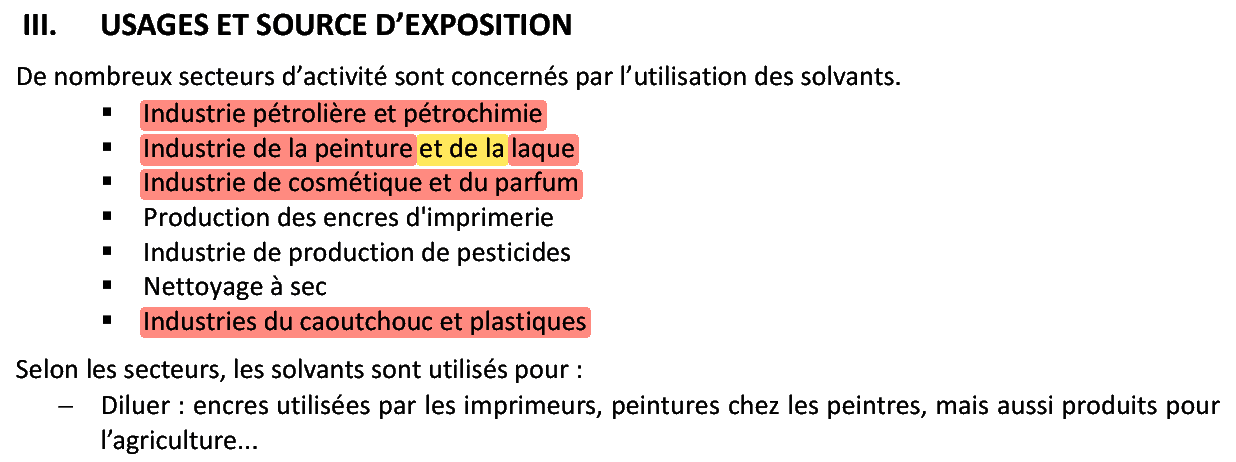 III. USAGES ET SOURCE D’EXPOSITION
De nombreux secteurs d’activité sont concernés par l’utilisation des solvants.
▪ Industrie pétrolière et pétrochimie
▪ Industrie de la peinture et de la laque
▪ Industrie de cosmétique et du parfum
▪ Production des encres d'imprimerie
▪ Industrie de production de pesticides
▪ Nettoyage à sec
▪ Industries du caoutchouc et plastiques
Selon les secteurs, les solvants sont utilisés pour :
– Diluer : encres utilisées par les imprimeurs, peintures chez les peintres, mais aussi produits pour
l’agriculture...